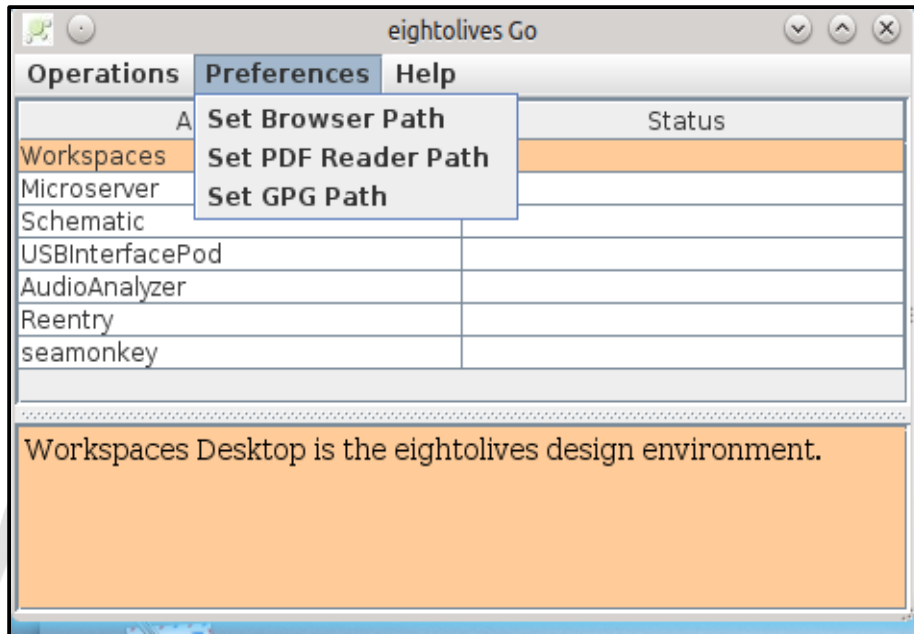 eightolives Go
Operations Preferences Help
A Status
Set Browser Path
Set PDF Reader Path
Set GPG Path
Workspaces
Microserver
Schematic
USBInterfacePod
AudioAnalyzer
Reentry
seamonkey
Workspaces Desktop is the eightolives design environment.